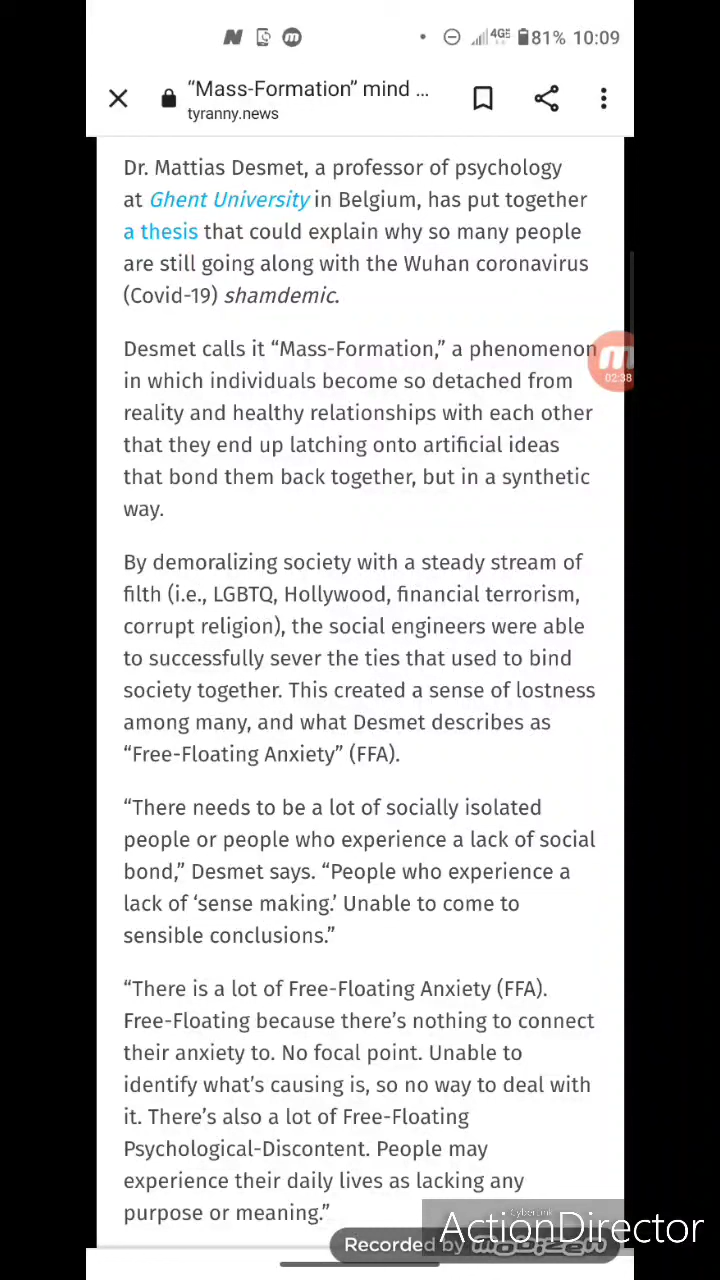 4GE 81% 10:09
“Mass-Formation” mind ...
tyranny.news
Dr. Mattias Desmet, a professor of psychology
at Ghent University in Belgium, has put together
a thesis that could explain why so many people
are still going along with the Wuhan coronavirus
(Covid-19) shamdemic.
Desmet calls it “Mass-Formation,” a phenomenon
in which individuals become so detached from
02:38
reality and healthy relationships with each other
that they end up latching onto artificial ideas
that bond them back together, but in a synthetic
way.
By demoralizing society with a steady stream of
filth (i.e., LGBTQ, Hollywood, financial terrorism,
corrupt religion), the social engineers were able
to successfully sever the ties that used to bind
society together. This created a sense of lostness
among many, and what Desmet describes as
“Free-Floating Anxiety” (FFA).
“There needs to be a lot of socially isolated
people or people who experience a lack of social
bond,” Desmet says. “People who experience a
lack of ‘sense making.’ Unable to come to
sensible conclusions.”
“There is a lot of Free-Floating Anxiety (FFA).
Free-Floating because there’s nothing to connect
their anxiety to. No focal point. Unable to
identify what’s causing is, so no way to deal with
it. There’s also a lot of Free-Floating
Psychological-Discontent. People may
experience their daily lives as lacking any
purpose or meaning.”
CyberLink
ActionDirector
Recorded by mobizen